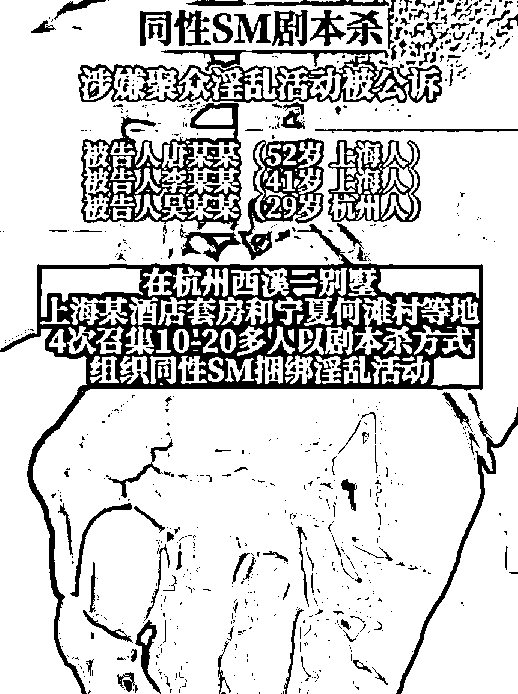 同性SM剧本杀
涉嫌聚众淫乱活动被公诉
被告人唐某某（52岁 上海人）
被告人李某某（41岁 上海人）
被告人吴某某（29岁 杭州人）
在杭州西溪二别墅
上海某酒店套房和宁夏何滩村等地
4次召集10-20多人以剧本杀方式
组织同性SM捆绑淫乱活动